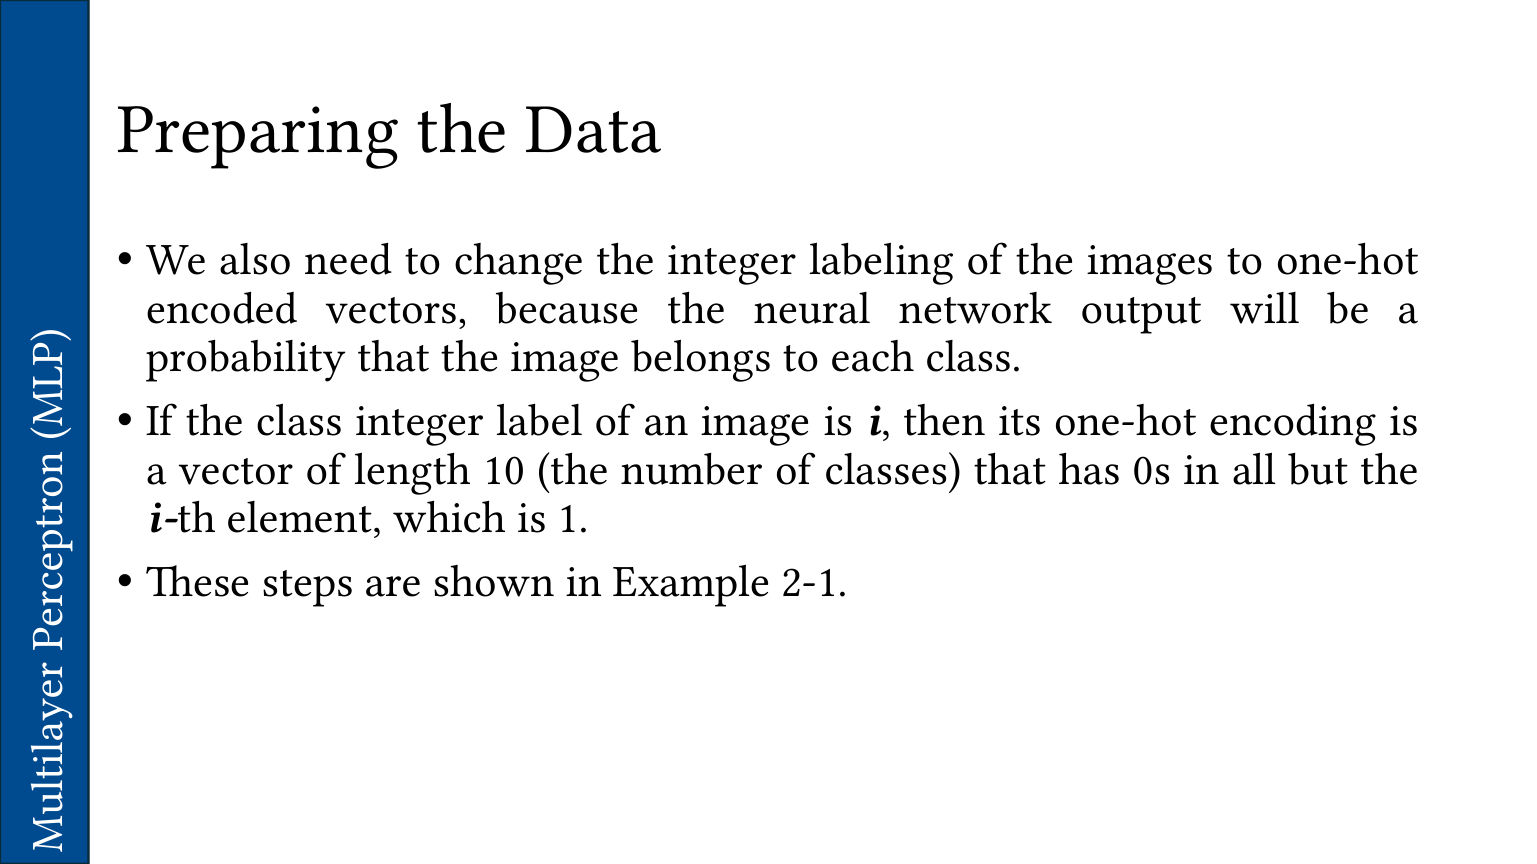 Preparing the Data
• We also need to change the integer labeling of the images to one-hot
encoded vectors, because the neural network output will be a
probability that the image belongs to each class.
• If the class integer label of an image is i, then its one-hot encoding is
a vector of length 10 (the number of classes) that has 0s in all but the
i-th element, which is 1.
• These steps are shown in Example 2-1.
Multilayer Perceptron (MLP)